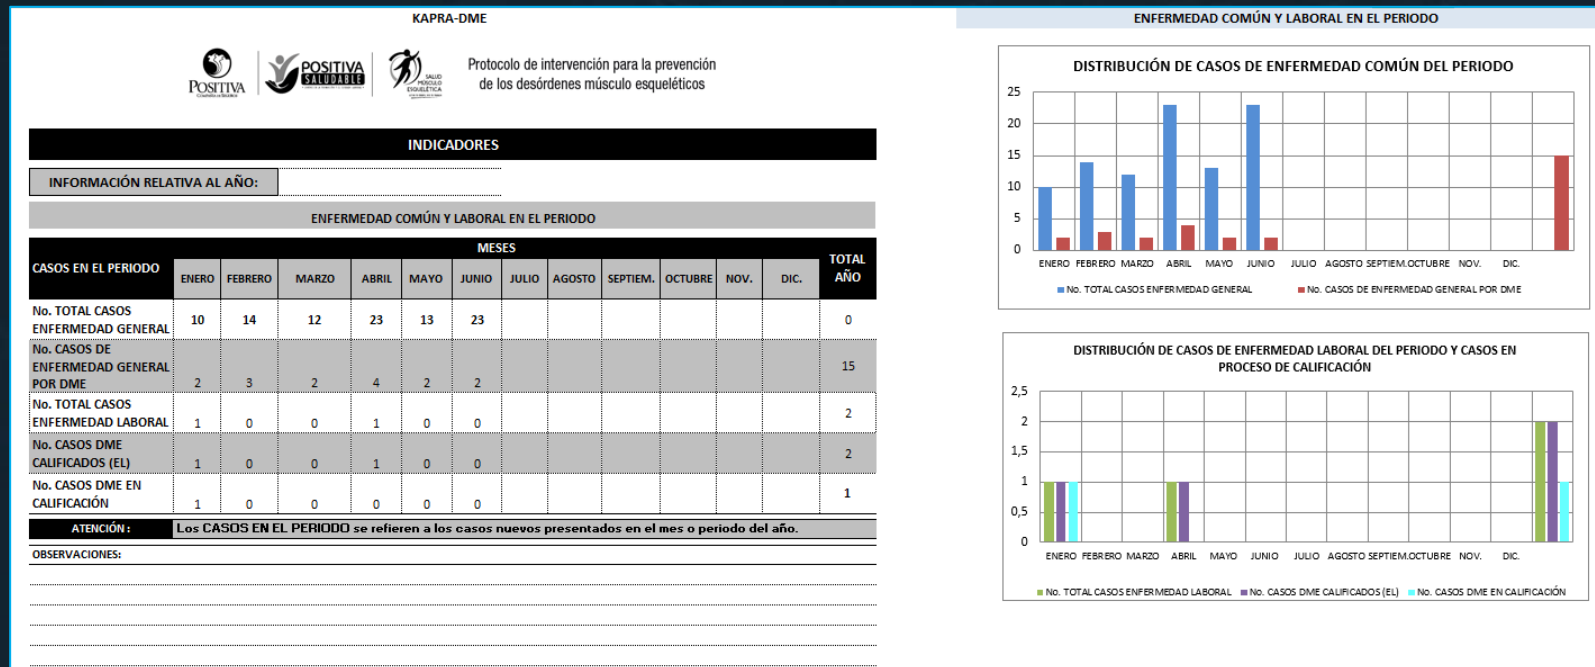 KAPRA-DME
POSITIVA
COMPAÑÍA DE SEGUROS
POSITIVA
SALUDABLE
SALUD
MÚSCULO
ESQUELÉTICA
Protocolo de intervención para la prevención
de los desórdenes músculo esqueléticos
INDICADORES
INFORMACIÓN RELATIVA AL AÑO:
ENFERMEDAD COMÚN Y LABORAL EN EL PERIODO
CASOS EN EL PERIODO MESES TOTAL AÑO
ENERO FEBRERO MARZO ABRIL MAYO JUNIO JULIO AGOSTO SEPTIEM. OCTUBRE NOV. DIC.
No. TOTAL CASOS
ENFERMEDAD GENERAL 10 14 12 23 13 23 0
No. CASOS DE
ENFERMEDAD GENERAL
POR DME 2 3 2 4 2 2 15
No. TOTAL CASOS
ENFERMEDAD LABORAL 1 0 0 1 0 0 2
No. CASOS DME
CALIFICADOS (EL) 1 0 0 1 0 0 2
No. CASOS DME EN
CALIFICACIÓN 1 0 0 0 0 0 1
ATENCIÓN : Los CASOS EN EL PERIODO se refieren a los casos nuevos presentados en el mes o periodo del año.
OBSERVACIONES:
ENFERMEDAD COMÚN Y LABORAL EN EL PERIODO
DISTRIBUCIÓN DE CASOS DE ENFERMEDAD COMÚN DEL PERIODO
25
20
15
10
5
0
ENERO FEBRERO MARZO ABRIL MAYO JUNIO JULIO AGOSTO SEPTIEM. OCTUBRE NOV. DIC.
No. TOTAL CASOS ENFERMEDAD GENERAL No. CASOS DE ENFERMEDAD GENERAL POR DME
DISTRIBUCIÓN DE CASOS DE ENFERMEDAD LABORAL DEL PERIODO Y CASOS EN
PROCESO DE CALIFICACIÓN
2,5
2
1,5
1
0,5
0
ENERO FEBRERO MARZO ABRIL MAYO JUNIO JULIO AGOSTO SEPTIEM. OCTUBRE NOV. DIC.
No. TOTAL CASOS ENFERMEDAD LABORAL No. CASOS DME CALIFICADOS (EL) No. CASOS DME EN CALIFICACIÓN